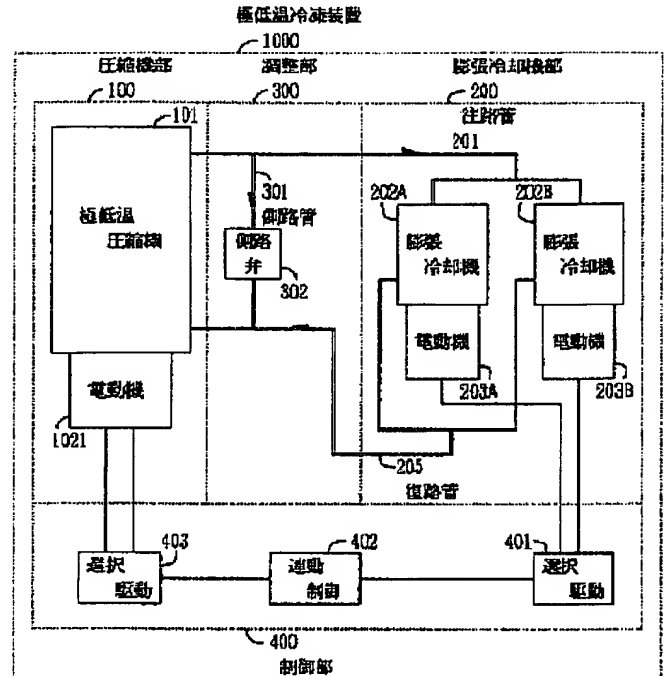 極低温冷凍装置
1000
圧縮機部
100
調整部
300
膨張冷却機部
200
101
極低温
圧縮機
往路管
201
301
側路管
側路
弁
302
202A
膨張
冷却機
202B
膨張
冷却機
電動機
203A
電動機
203B
電動機
1021
205
復路管
403
選択
駆動
402
連動
制御
401
選択
駆動
400
制御部